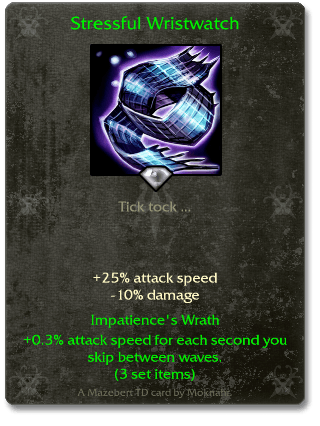 Stressful Wristwatch
Tick tock ...
+25% attack speed
-10% damage
Impatience's Wrath
+0.3% attack speed for each second you
skip between waves.
(3 set items)
A Mazebert TD card by Moknahr.